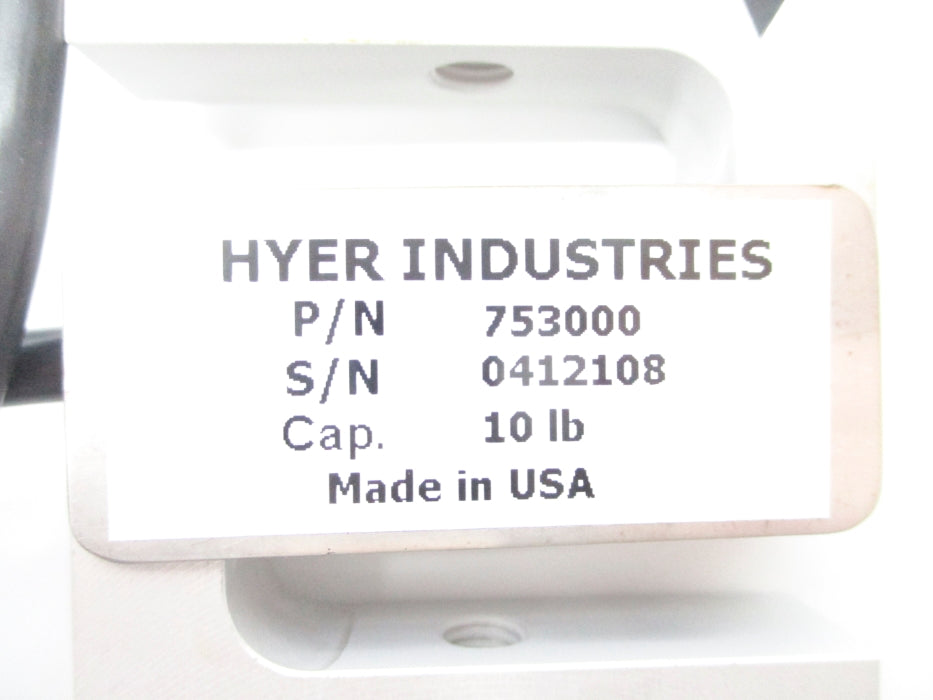 HYER INDUSTRIES
P/N 753000
S/N 0412108
Cap. 10 lb
Made in USA